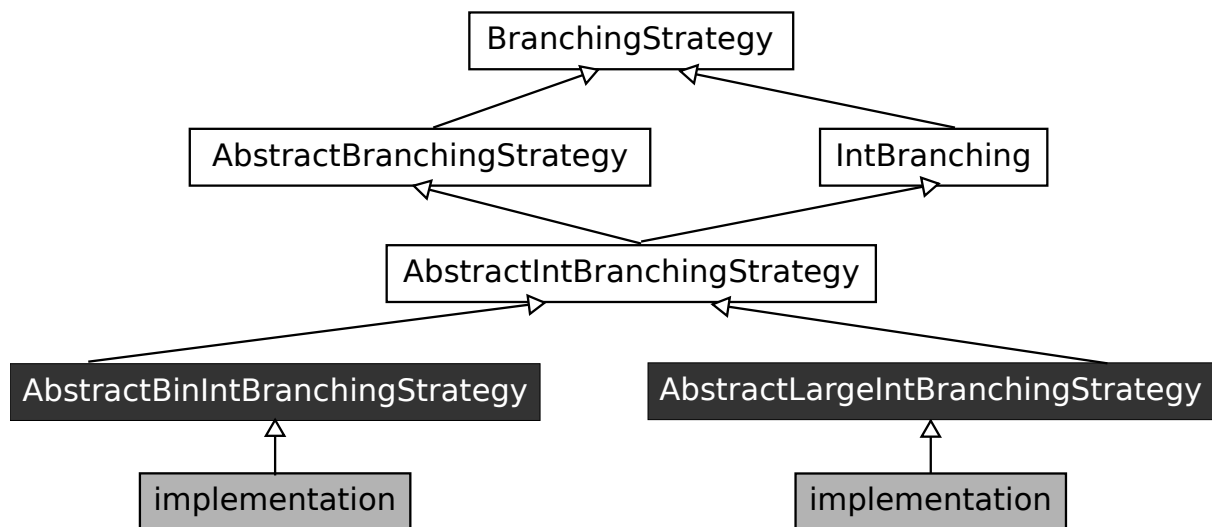 BranchingStrategy
AbstractBranchingStrategy
IntBranching
AbstractIntBranchingStrategy
AbstractBinIntBranchingStrategy
AbstractLargeIntBranchingStrategy
implementation
implementation